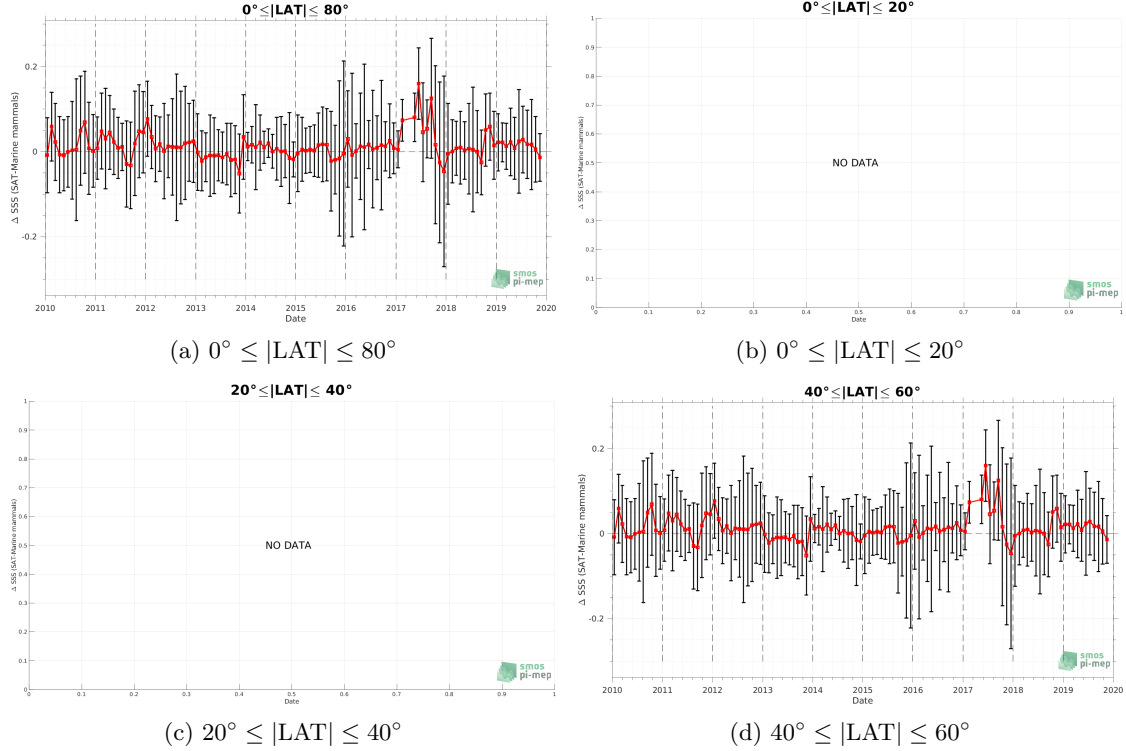 0°≤|LAT|≤ 80°
Δ SSS (SAT-Marine mammals)
0.2
0
-0.2
2010 2011 2012 2013 2014 2015 2016 2017 2018 2019 2020
Date
smos
pi-mep
(a) 0° ≤ |LAT| ≤ 80°
0°≤|LAT|≤ 20°
Δ SSS (SAT-Marine mammals)
1
0.9
0.8
0.7
0.6
0.5
0.4
0.3
0.2
0.1
0
NO DATA
0 0.1 0.2 0.3 0.4 0.5 0.6 0.7 0.8 0.9 1
Date
smos
pi-mep
(b) 0° ≤ |LAT| ≤ 20°
20°≤|LAT|≤ 40°
Δ SSS (SAT-Marine mammals)
1
0.9
0.8
0.7
0.6
0.5
0.4
0.3
0.2
0.1
0
NO DATA
0 0.1 0.2 0.3 0.4 0.5 0.6 0.7 0.8 0.9 1
Date
smos
pi-mep
(c) 20° ≤ |LAT| ≤ 40°
40°≤|LAT|≤ 60°
Δ SSS (SAT-Marine mammals)
0.2
0
-0.2
2010 2011 2012 2013 2014 2015 2016 2017 2018 2019 2020
Date
smos
pi-mep
(d) 40° ≤ |LAT| ≤ 60°